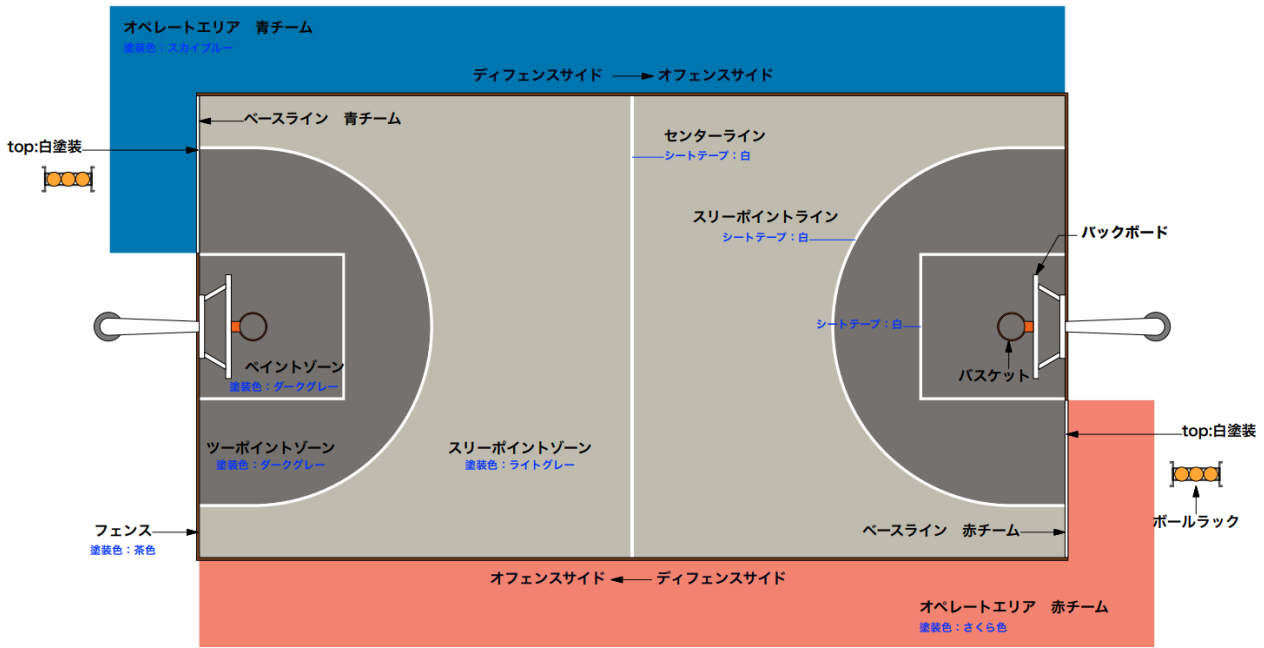 オペレートエリア　青チーム
塗装色：スカイブルー
ディフェンスサイド
オフェンスサイド
ベースライン　青チーム
top:白塗装
センターライン
シートテープ：白
スリーポイントライン
シートテープ：白
バックボード
シートテープ：白
ペイントゾーン
塗装色：ダークグレー
バスケット
ツーポイントゾーン
塗装色：ダークグレー
スリーポイントゾーン
塗装色：ライトグレー
top:白塗装
フェンス
塗装色：茶色
ベースライン　赤チーム
ボールラック
オフェンスサイド
ディフェンスサイド
オペレートエリア　赤チーム
塗装色：さくら色